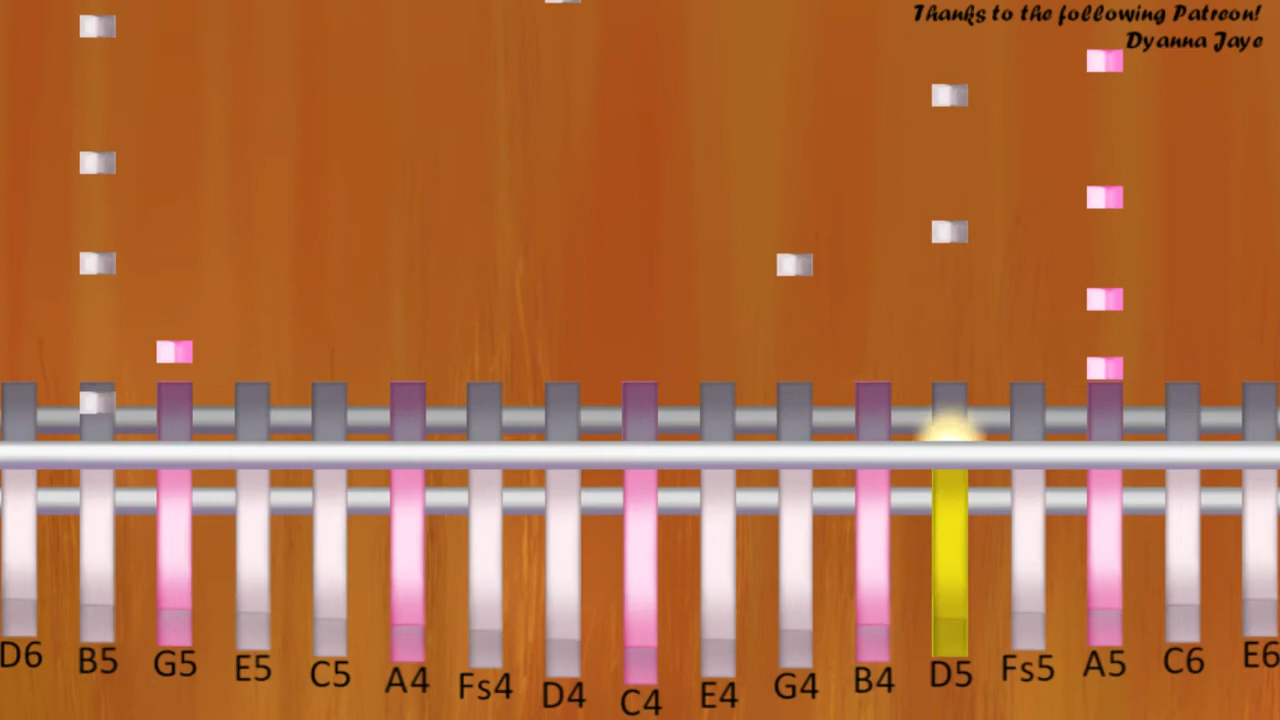 Thanks to the following Patreon!
Dyanna Jaye
D6 B5 G5 E5 C5 A4 Fs4 D4 C4 E4 G4 B4 D5 Fs5 A5 C6 E6